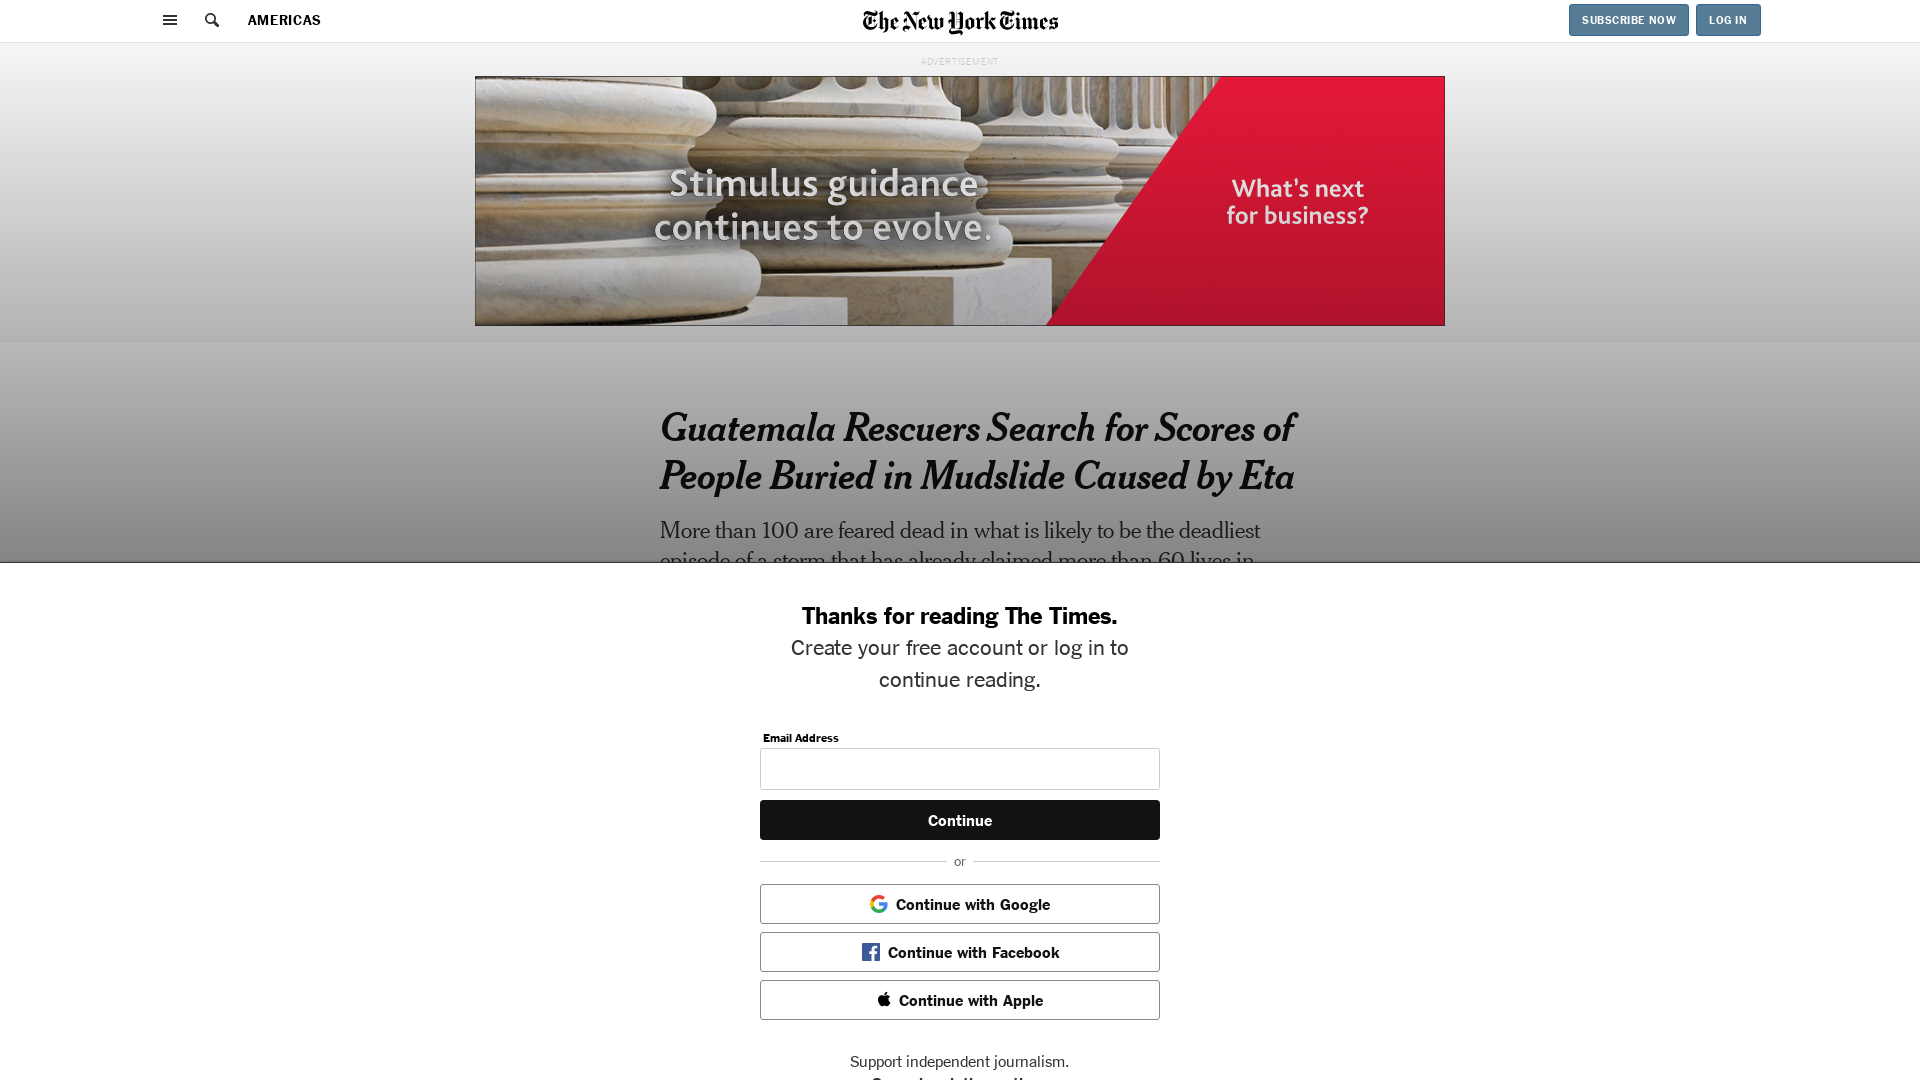 AMERICAS
The New York Times
SUBSCRIBE NOW
LOG IN
ADVERTISEMENT
Stimulus guidance
continues to evolve.
What's next
for business?
Guatemala Rescuers Search for Scores of
People Buried in Mudslide Caused by Eta
More than 100 are feared dead in what is likely to be the deadliest
episode of a storm that has already claimed more than 60 lives in
Thanks for reading The Times.
Create your free account or log in to
continue reading.
Email Address
Continue
or
Continue with Google
Continue with Facebook
Continue with Apple
Support independent journalism.